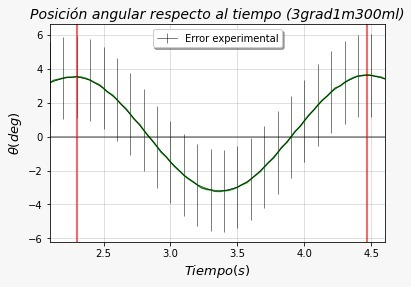 Posición angular respecto al tiempo (3grad1m300ml)
Error experimental
θ(deg)
6
4
2
0
−2
−4
−6
2.5 3.0 3.5 4.0 4.5
Tiempo(s)